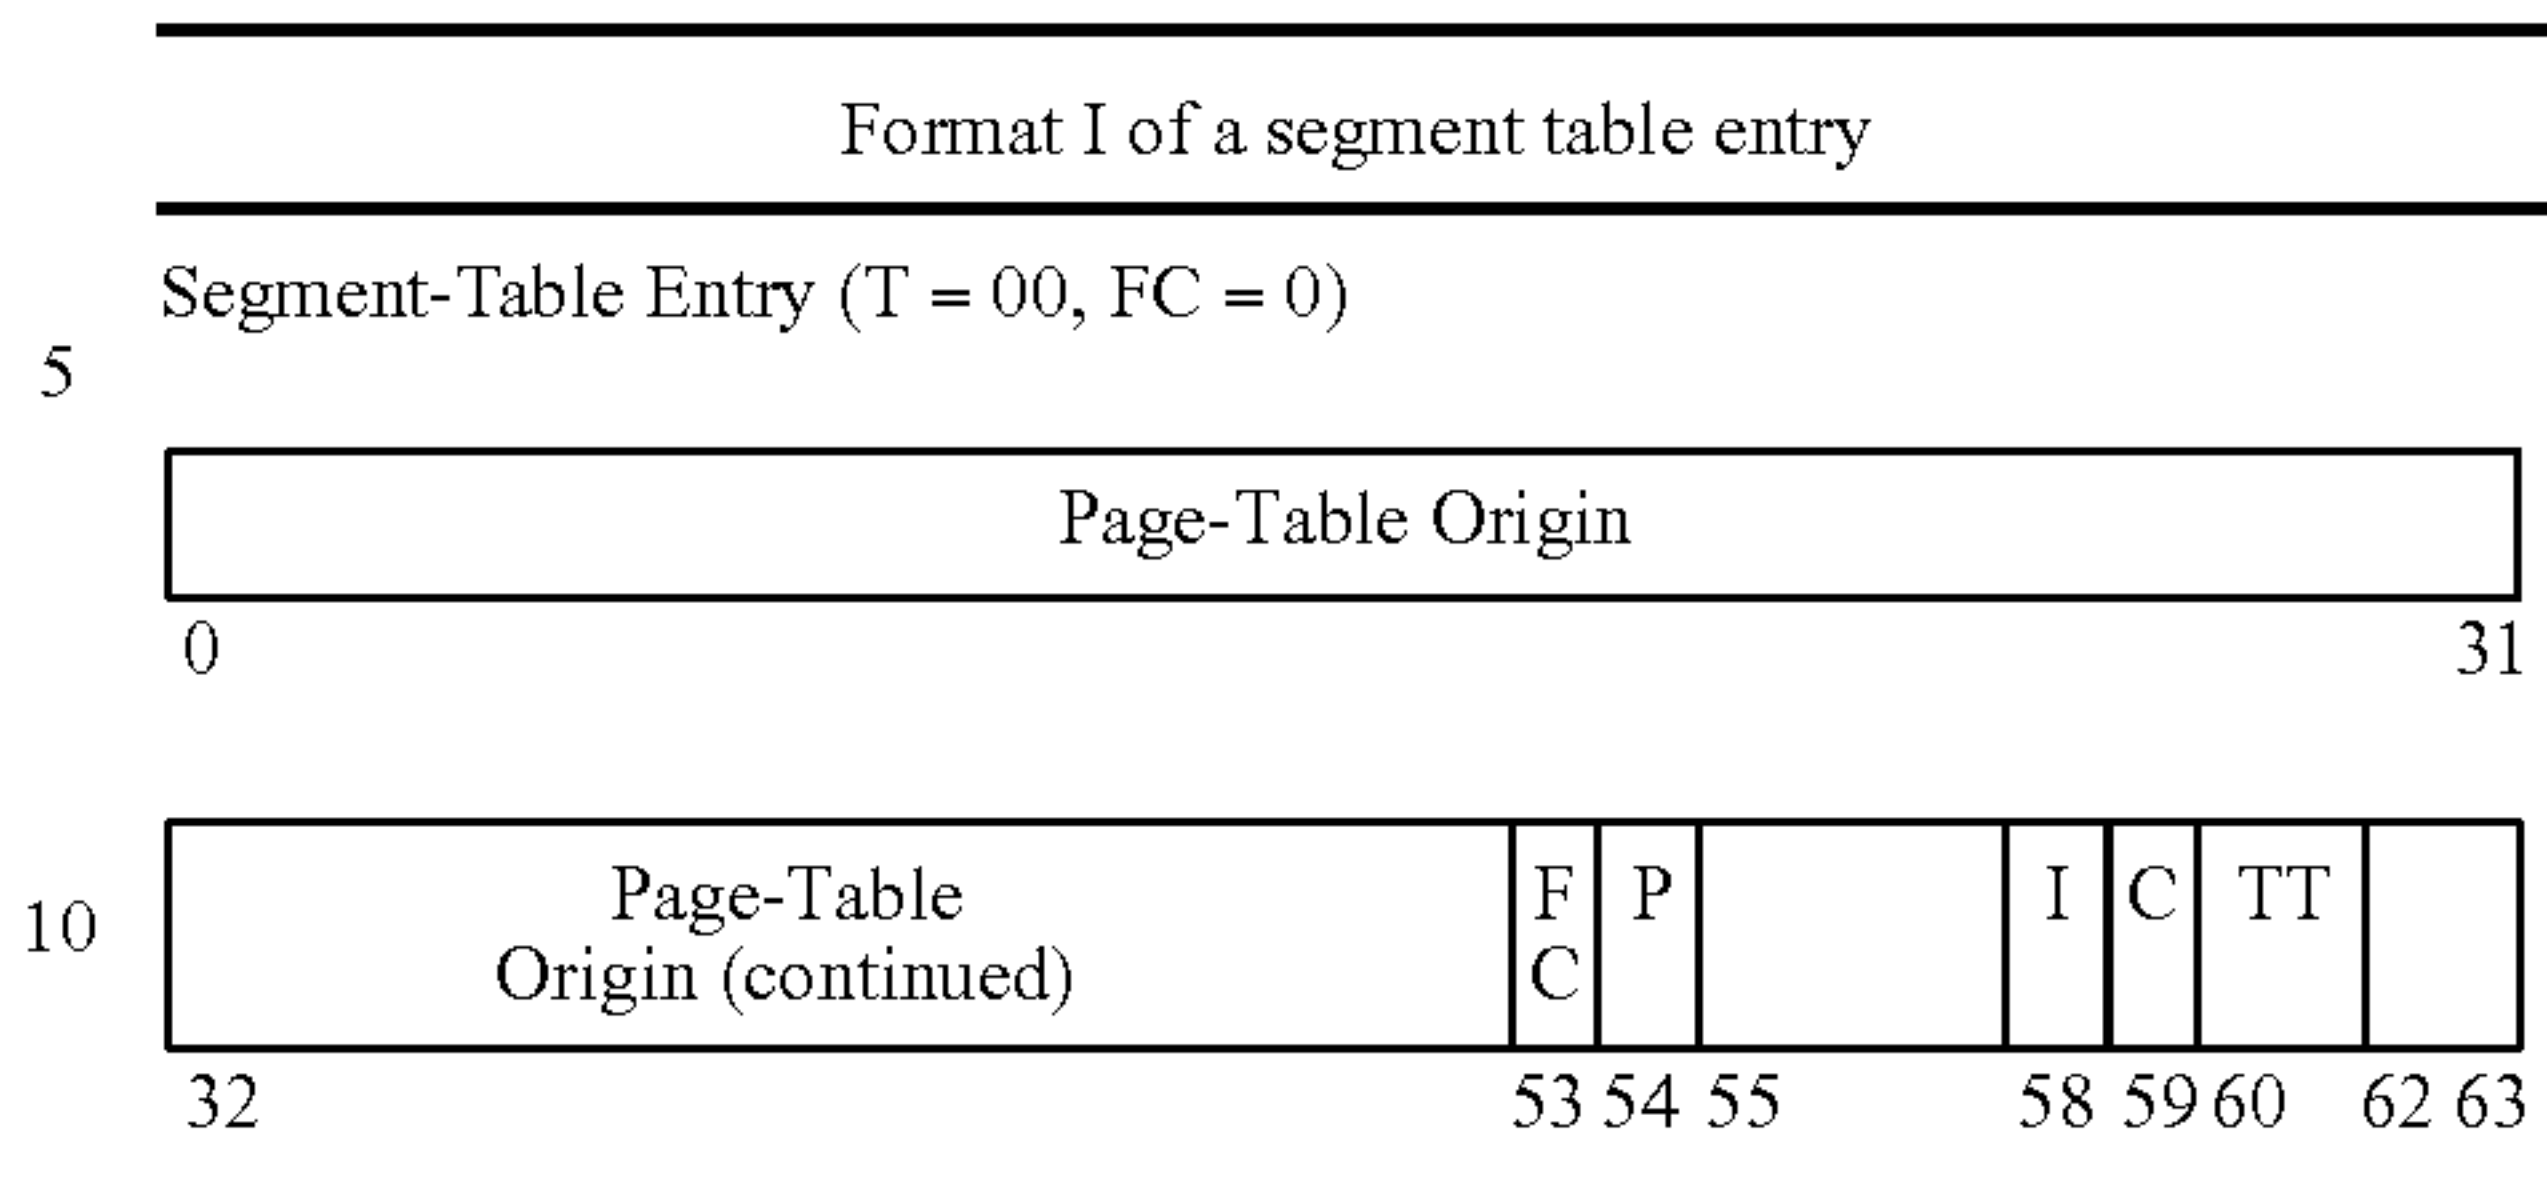 Format I of a segment table entry
Segment-Table Entry (T = 00, FC = 0)
5
Page-Table Origin
0 31
10
Page-Table
Origin (continued)
F
C
P
I
C
TT
32 53 54 55 58 59 60 62 63